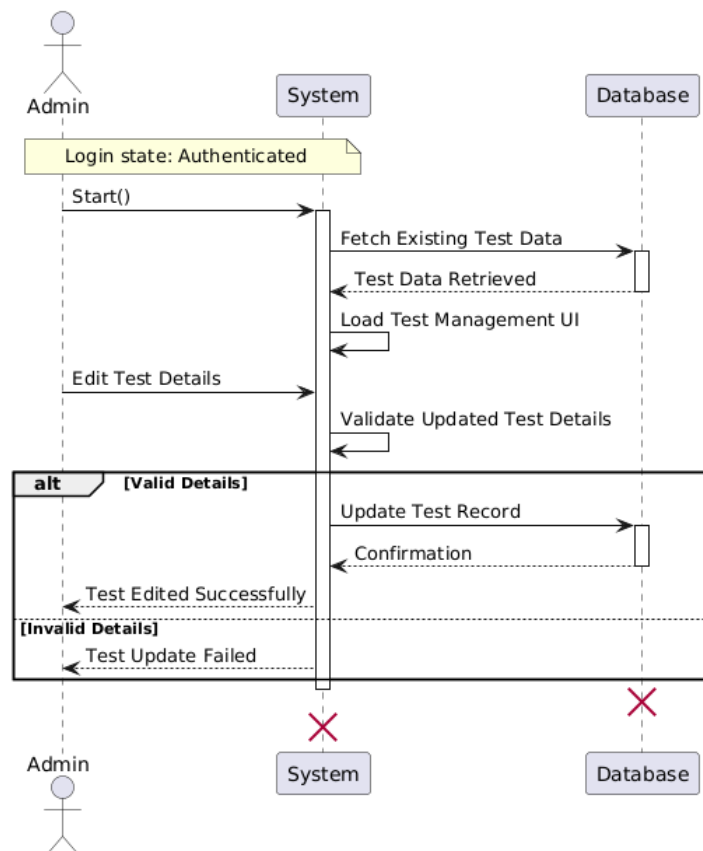 Admin
System
Database
Login state: Authenticated
Start()
Fetch Existing Test Data
Test Data Retrieved
Load Test Management UI
Edit Test Details
Validate Updated Test Details
alt
[Valid Details]
Update Test Record
Confirmation
Test Edited Successfully
[Invalid Details]
Test Update Failed
Admin
System
Database